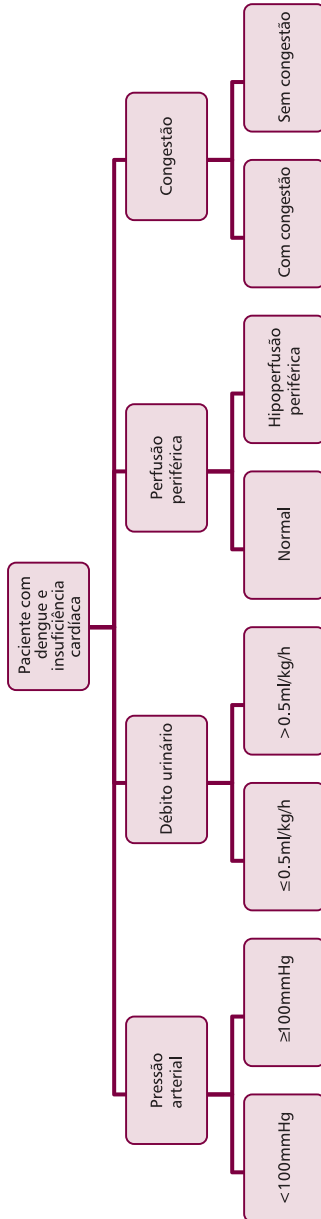 Paciente com
dengue e
insuficiência
cardíaca
Pressão
arterial
Débito urinário
Perfusão
periférica
Congestão
<100mmHg
≥100mmHg
≤0.5ml/kg/h
>0.5ml/kg/h
Normal
Hipoperfusão
periférica
Com congestão
Sem congestão